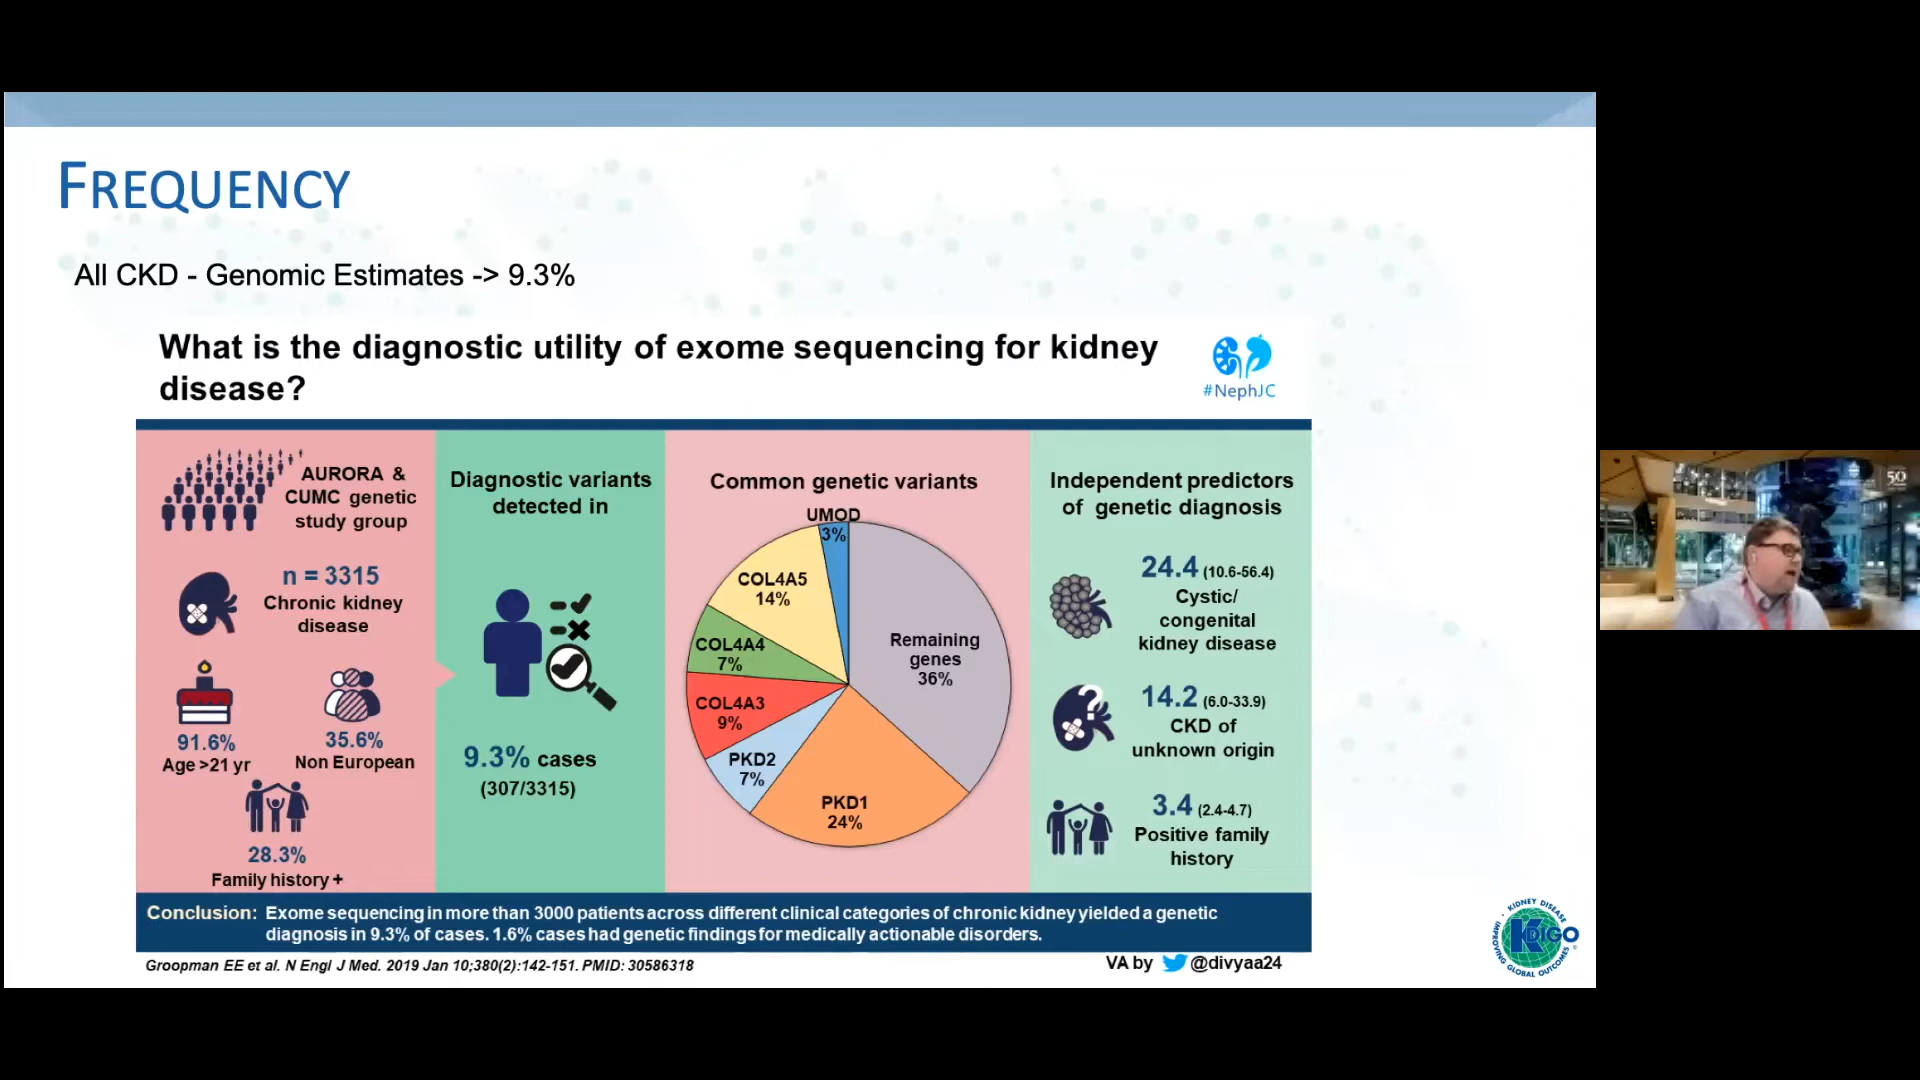 FREQUENCY
All CKD - Genomic Estimates -> 9.3%
What is the diagnostic utility of exome sequencing for kidney
disease?
#NephJC
AURORA &
CUMC genetic
study group
n = 3315
Chronic kidney
disease
91.6%
Age >21 yr
35.6%
Non European
28.3%
Family history +
Diagnostic variants
detected in
9.3% cases
(307/3315)
Common genetic variants
UMOD
3%
COL4A5
14%
COL4A4
7%
COL4A3
9%
PKD2
7%
PKD1
24%
Remaining
genes
36%
Independent predictors
of genetic diagnosis
24.4 (10.6-56.4)
Cystic/
congenital
kidney disease
14.2 (6.0-33.9)
CKD of
unknown origin
3.4 (2.4-4.7)
Positive family
history
Conclusion: Exome sequencing in more than 3000 patients across different clinical categories of chronic kidney yielded a genetic
diagnosis in 9.3% of cases. 1.6% cases had genetic findings for medically actionable disorders.
Groopman EE et al. N Engl J Med. 2019 Jan 10;380(2):142-151. PMID: 30586318
VA by @divyaa24
KIDNEY DISEASE
KDIGO
IMPROVING GLOBAL OUTCOMES
50